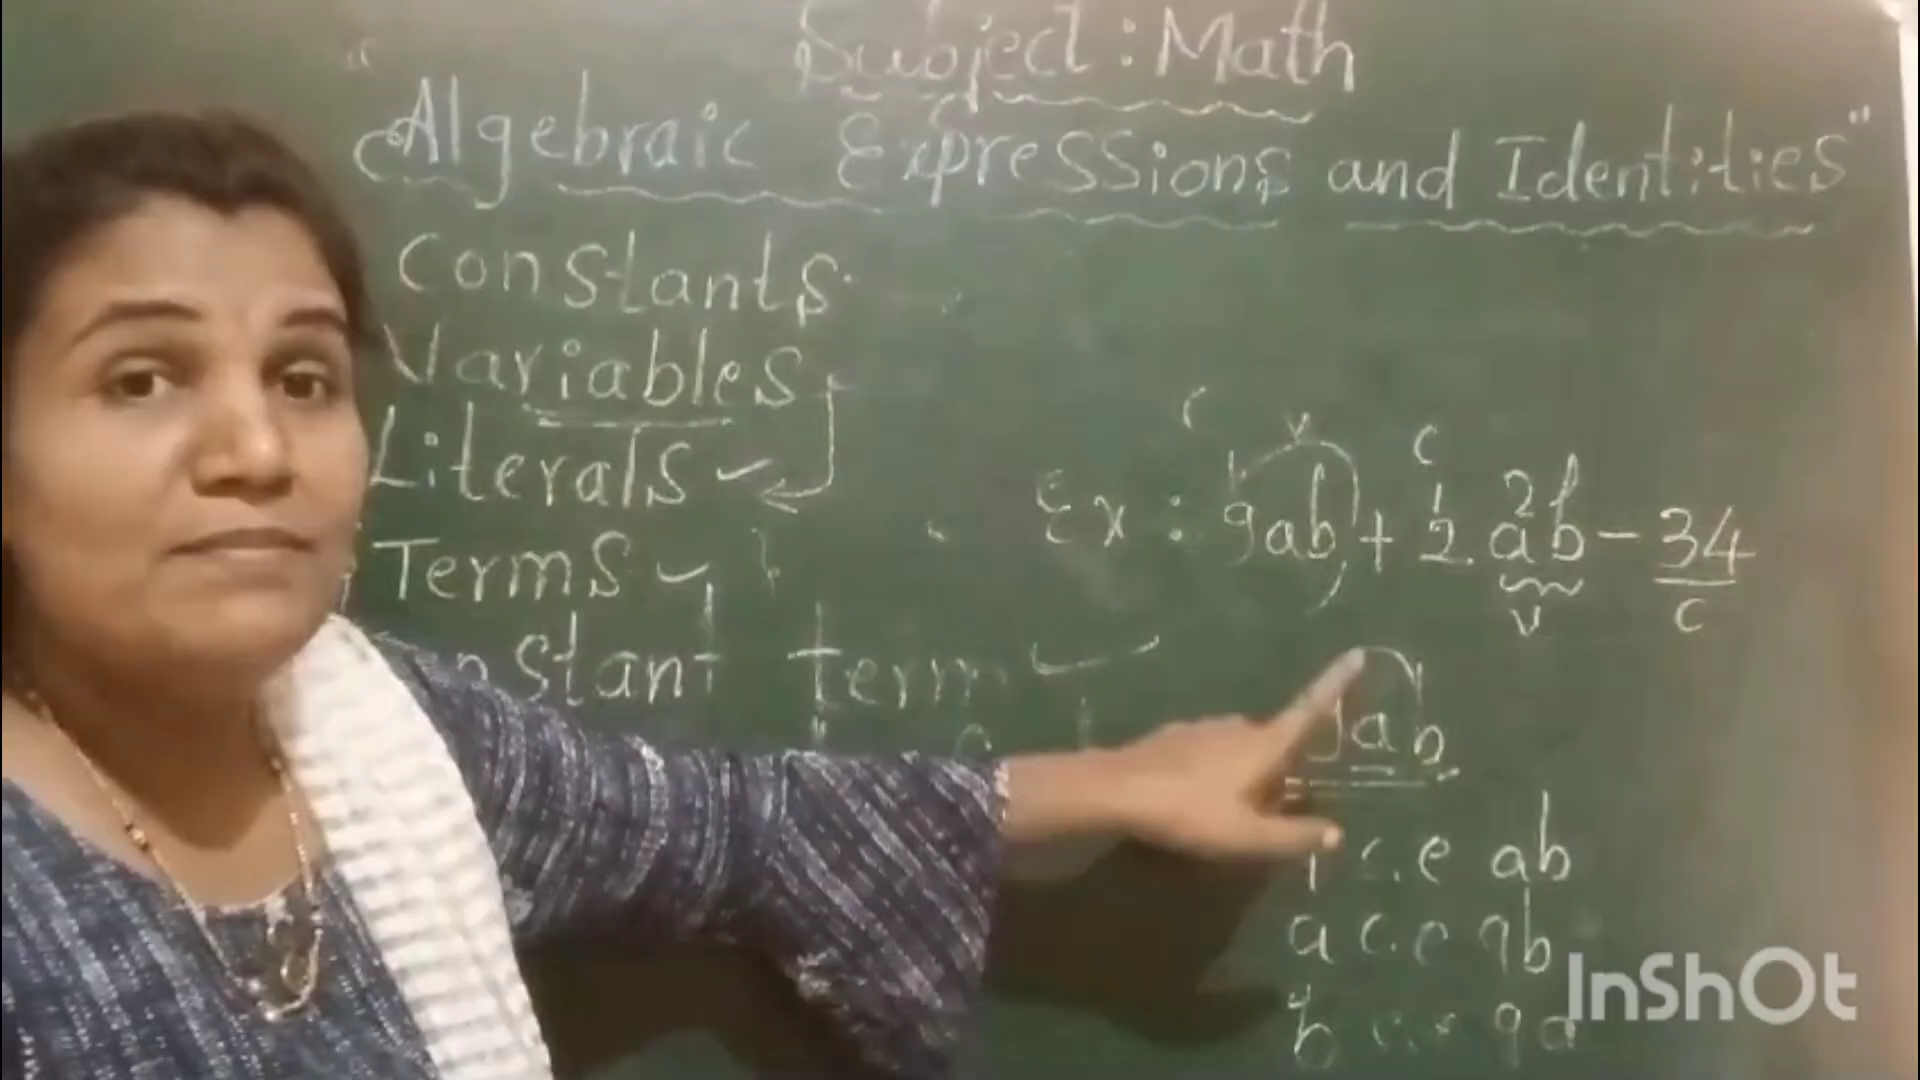 Subject : Math
"Algebraic Expressions and Identities"
Constants
Variables
Literals
Terms
Constant term
C V C
Ex : 9ab + 1/2 a²b - 34
V C
9ab
9 c.e ab
a c.e 9b
b c.e 9a
InShOt